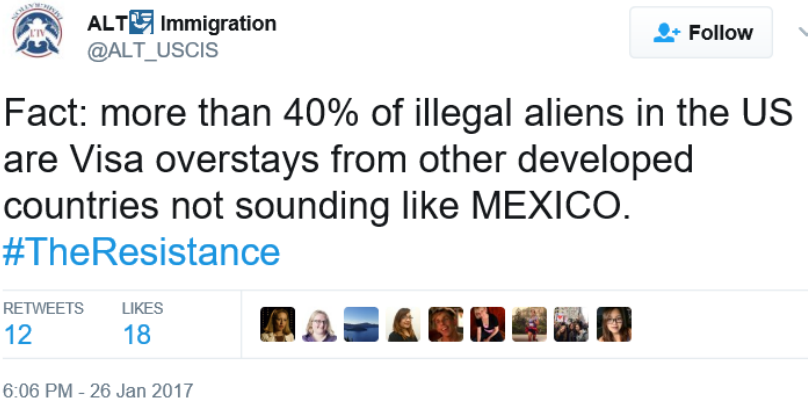 ALT Immigration
@ALT_USCIS
Follow
Fact: more than 40% of illegal aliens in the US
are Visa overstays from other developed
countries not sounding like MEXICO.
#TheResistance
RETWEETS LIKES
12 18
6:06 PM - 26 Jan 2017